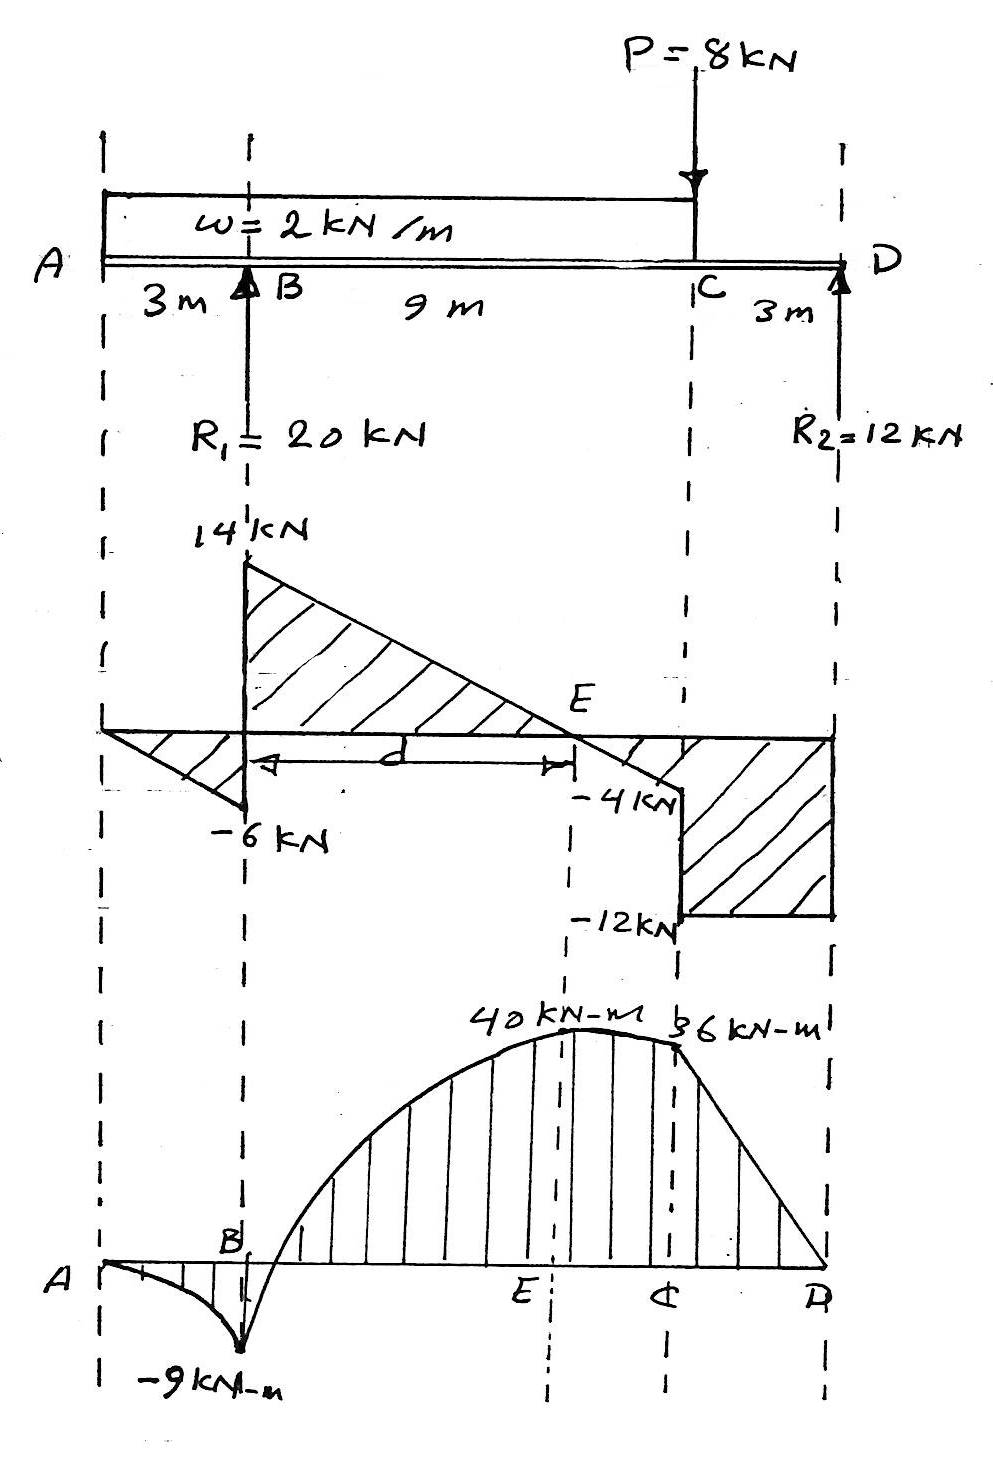 P = 8 KN
w = 2 KN/m
A
D
B
C
3 m
9 m
3 m
R1 = 20 KN
R2 = 12 KN
14 KN
E
d
-4 KN
-6 KN
-12 KN
40 KN-m
36 KN-m
B
A
E
C
D
-9 KN-m